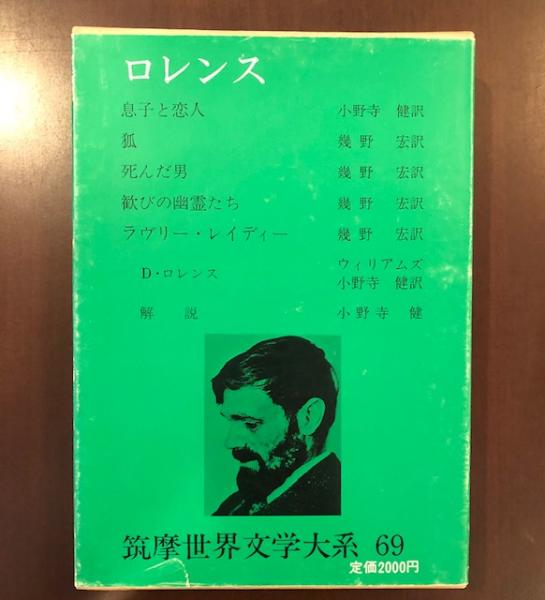 ロレンス
息子と恋人 小野寺 健訳
狐 幾野 宏訳
死んだ男 幾野 宏訳
歓びの幽霊たち 幾野 宏訳
ラヴリー・レイディー 幾野 宏訳
D・ロレンス ウィリアムズ
小野寺 健訳
解説 小野寺 健
筑摩世界文学大系 69
定価2000円